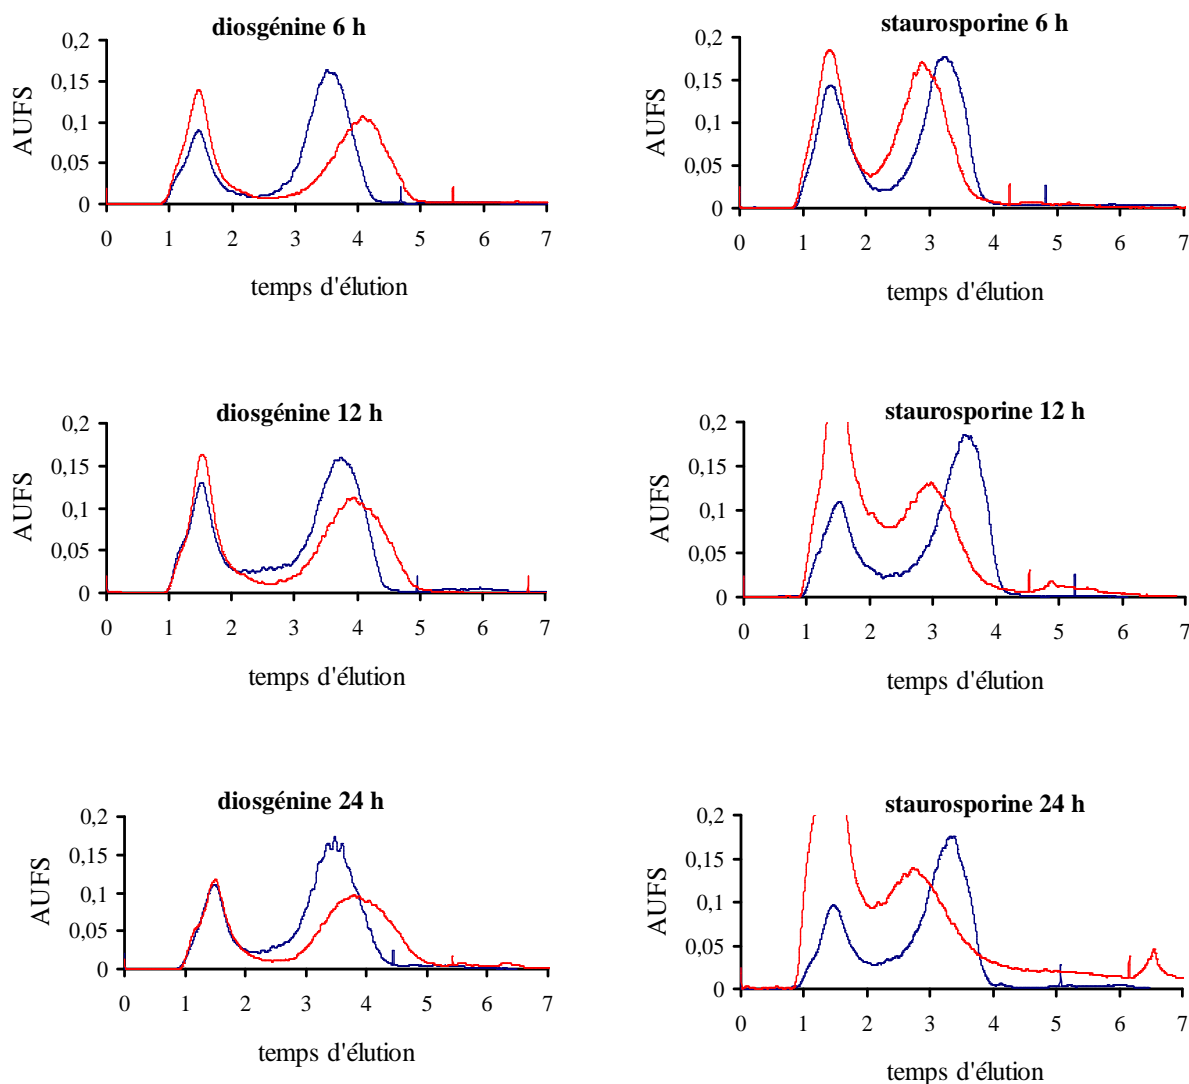 diosgénine 6 h
0,2
0,15
0,1
0,05
0
AUFS
0 1 2 3 4 5 6 7
temps d'élution
staurosporine 6 h
0,2
0,15
0,1
0,05
0
AUFS
0 1 2 3 4 5 6 7
temps d'élution
diosgénine 12 h
0,2
0,15
0,1
0,05
0
AUFS
0 1 2 3 4 5 6 7
temps d'élution
staurosporine 12 h
0,2
0,15
0,1
0,05
0
AUFS
0 1 2 3 4 5 6 7
temps d'élution
diosgénine 24 h
0,2
0,15
0,1
0,05
0
AUFS
0 1 2 3 4 5 6 7
temps d'élution
staurosporine 24 h
0,2
0,15
0,1
0,05
0
AUFS
0 1 2 3 4 5 6 7
temps d'élution